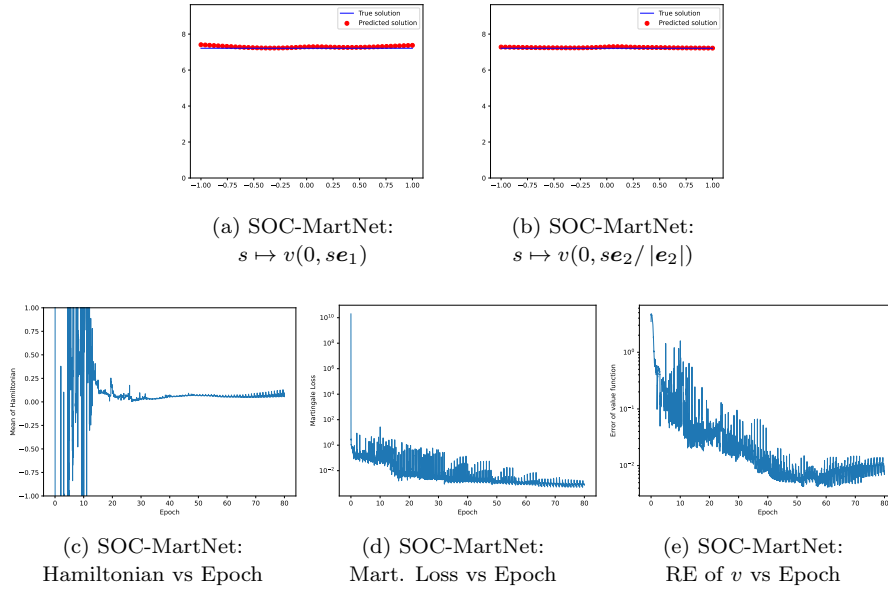 True solution
Predicted solution
8
6
4
2
0
−1.00 −0.75 −0.50 −0.25 0.00 0.25 0.50 0.75 1.00
True solution
Predicted solution
8
6
4
2
0
−1.00 −0.75 −0.50 −0.25 0.00 0.25 0.50 0.75 1.00
(a) SOC-MartNet:
s ↦ v(0, se₁)
(b) SOC-MartNet:
s ↦ v(0, se₂/ |e₂|)
1.00
0.75
0.50
0.25
0.00
−0.25
−0.50
−0.75
−1.00
Mean of Hamiltonian
0 10 20 30 40 50 60 70 80
Epoch
10¹⁰
10⁸
10⁶
10⁴
10²
10⁰
10⁻²
Martingale Loss
0 10 20 30 40 50 60 70 80
Epoch
10⁰
10⁻¹
10⁻²
Error of value function
0 10 20 30 40 50 60 70 80
Epoch
(c) SOC-MartNet:
Hamiltonian vs Epoch
(d) SOC-MartNet:
Mart. Loss vs Epoch
(e) SOC-MartNet:
RE of v vs Epoch